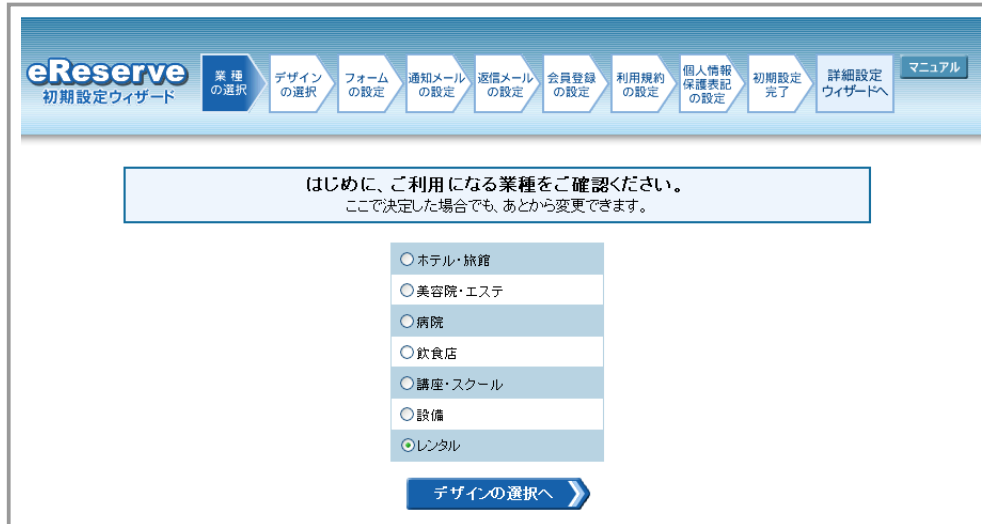 eReserve
初期設定ウィザード
業種
の選択
デザイン
の選択
フォーム
の設定
通知メール
の設定
返信メール
の設定
会員登録
の設定
利用規約
の設定
個人情報
保護表記
の設定
初期設定
完了
詳細設定
ウィザードへ
マニュアル
はじめに、ご利用になる業種をご確認ください。
ここで決定した場合でも、あとから変更できます。
ホテル・旅館
美容院・エステ
病院
飲食店
講座・スクール
設備
レンタル
デザインの選択へ